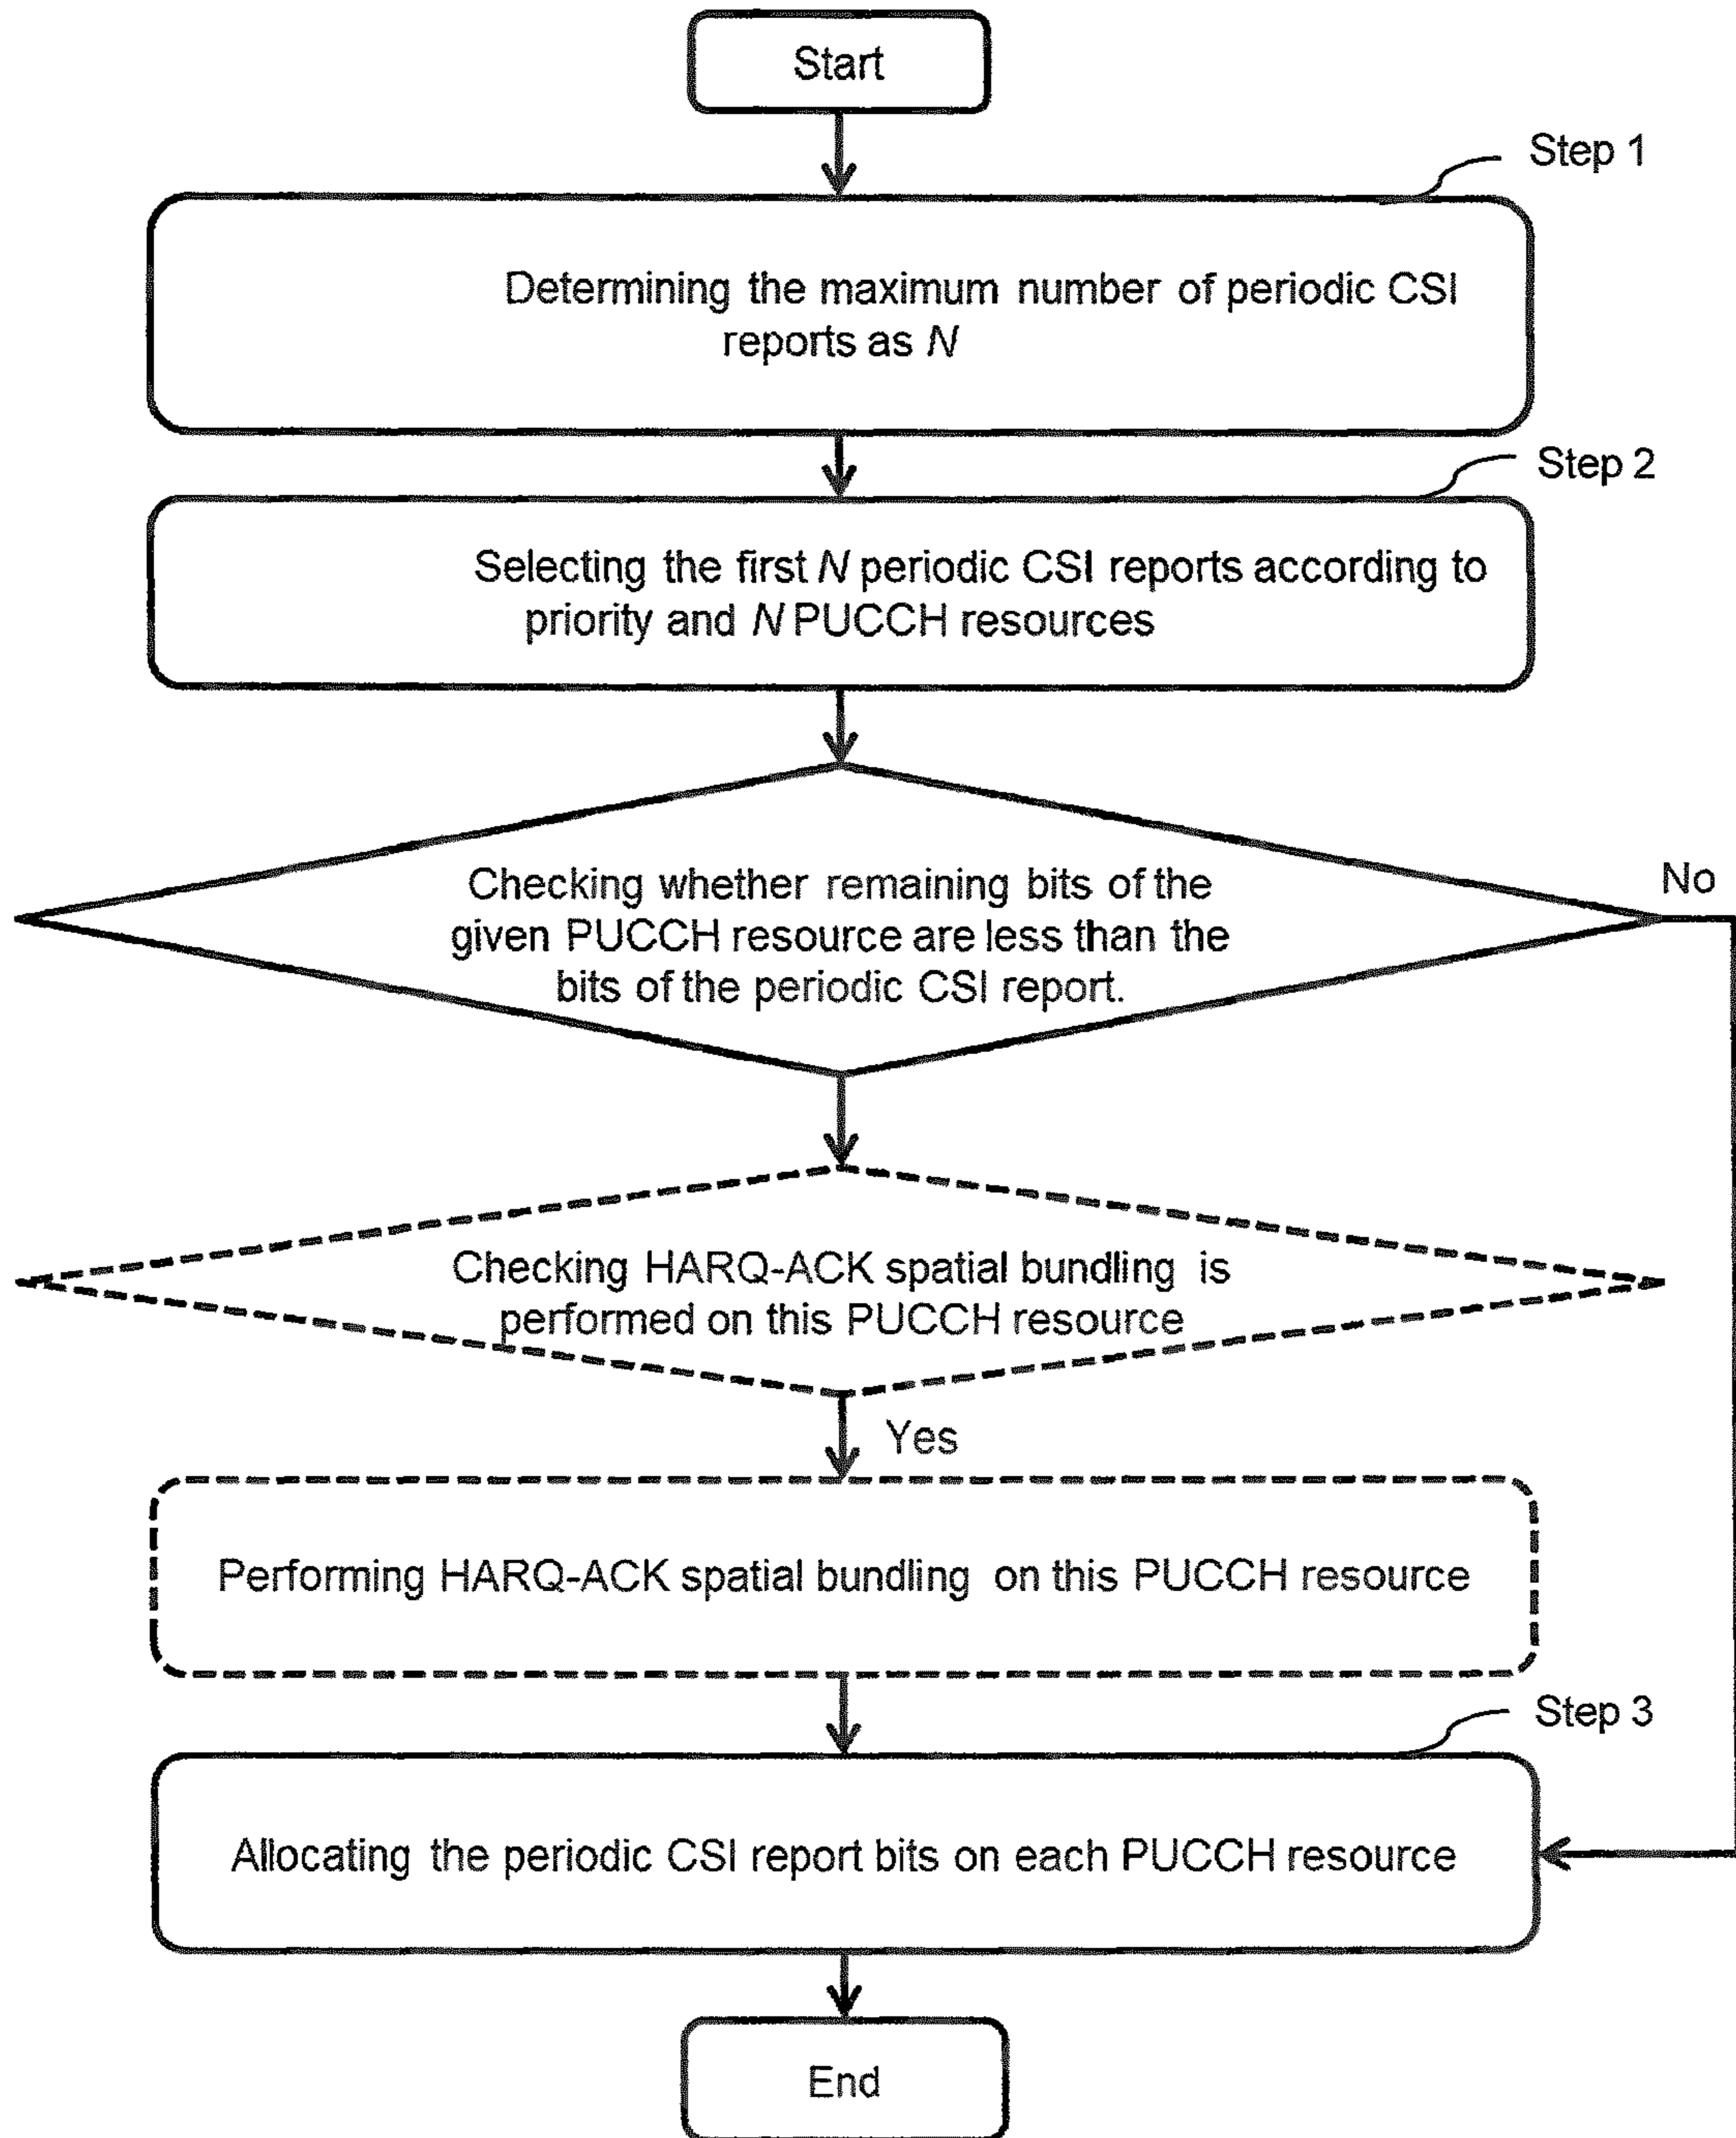 Start
Step 1
Determining the maximum number of periodic CSI
reports as N
Step 2
Selecting the first N periodic CSI reports according to
priority and N PUCCH resources
Checking whether remaining bits of the
given PUCCH resource are less than the
bits of the periodic CSI report.
No
Checking HARQ-ACK spatial bundling is
performed on this PUCCH resource
Yes
Performing HARQ-ACK spatial bundling on this PUCCH resource
Step 3
Allocating the periodic CSI report bits on each PUCCH resource
End